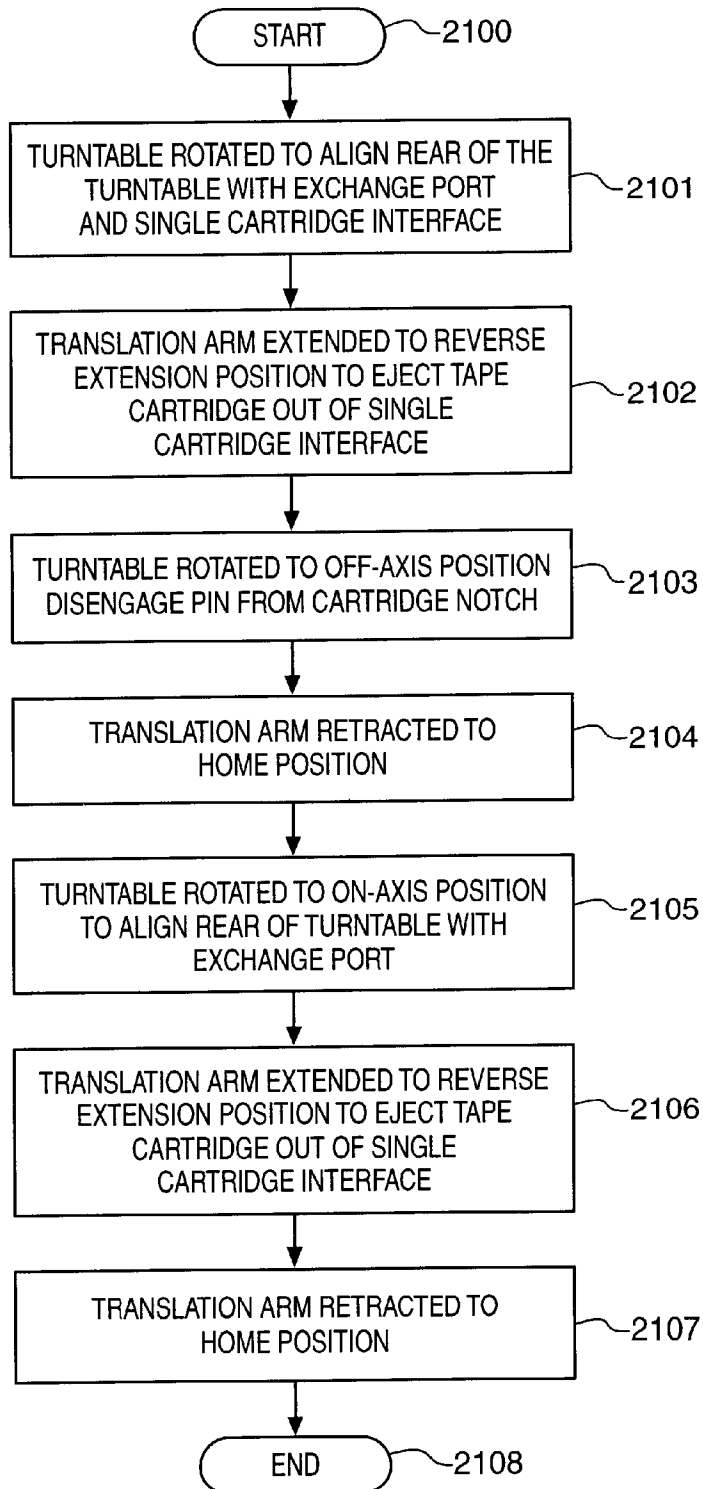 START
2100
TURNTABLE ROTATED TO ALIGN REAR OF THE
TURNTABLE WITH EXCHANGE PORT
AND SINGLE CARTRIDGE INTERFACE
2101
TRANSLATION ARM EXTENDED TO REVERSE
EXTENSION POSITION TO EJECT TAPE
CARTRIDGE OUT OF SINGLE
CARTRIDGE INTERFACE
2102
TURNTABLE ROTATED TO OFF-AXIS POSITION
DISENGAGE PIN FROM CARTRIDGE NOTCH
2103
TRANSLATION ARM RETRACTED TO
HOME POSITION
2104
TURNTABLE ROTATED TO ON-AXIS POSITION
TO ALIGN REAR OF TURNTABLE WITH
EXCHANGE PORT
2105
TRANSLATION ARM EXTENDED TO REVERSE
EXTENSION POSITION TO EJECT TAPE
CARTRIDGE OUT OF SINGLE
CARTRIDGE INTERFACE
2106
TRANSLATION ARM RETRACTED TO
HOME POSITION
2107
END
2108